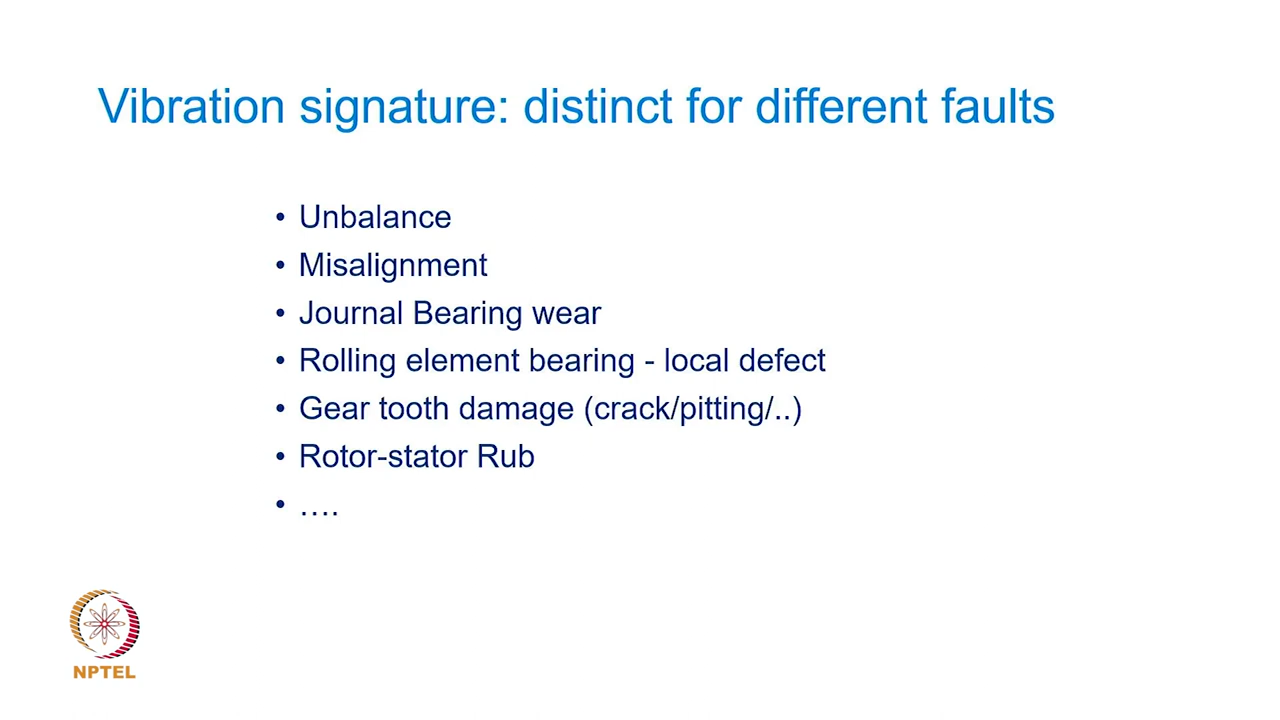 Vibration signature: distinct for different faults
• Unbalance
• Misalignment
• Journal Bearing wear
• Rolling element bearing - local defect
• Gear tooth damage (crack/pitting/..)
• Rotor-stator Rub
• ....
NPTEL